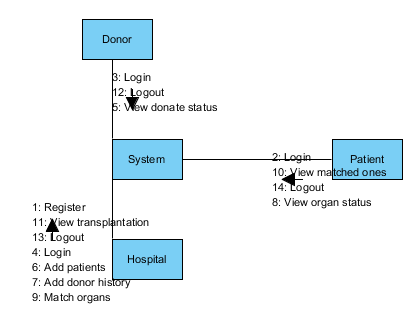 Donor
3: Login
12: Logout
5: View donate status
System
Patient
2: Login
10: View matched ones
14: Logout
8: View organ status
1: Register
11: View transplantation
13: Logout
4: Login
6: Add patients
7: Add donor history
9: Match organs
Hospital